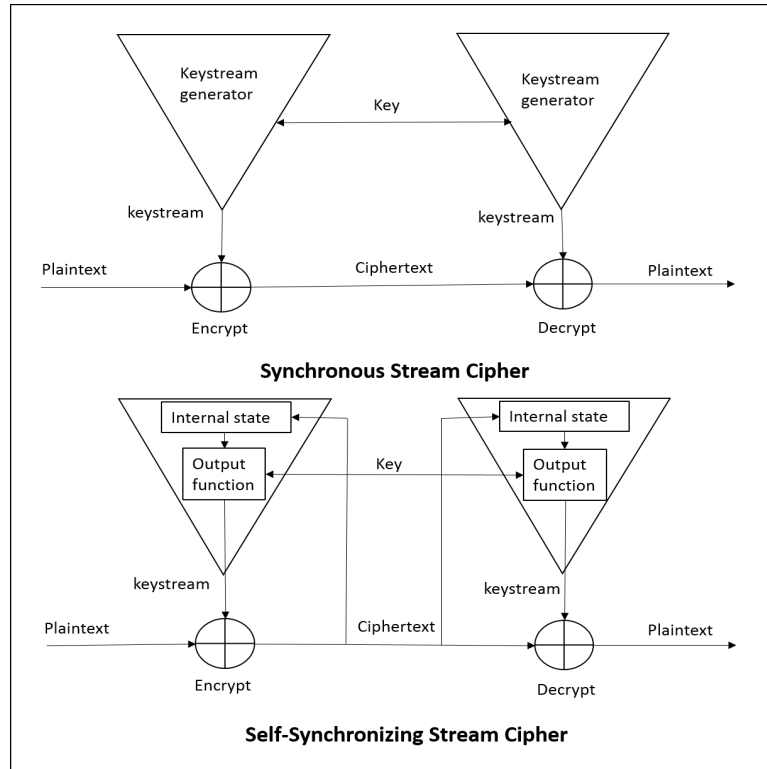 Keystream
generator
Keystream
generator
Key
keystream
keystream
Plaintext
Ciphertext
Plaintext
Encrypt
Decrypt
Synchronous Stream Cipher
Internal state
Internal state
Output
function
Key
Output
function
keystream
keystream
Plaintext
Ciphertext
Plaintext
Encrypt
Decrypt
Self-Synchronizing Stream Cipher